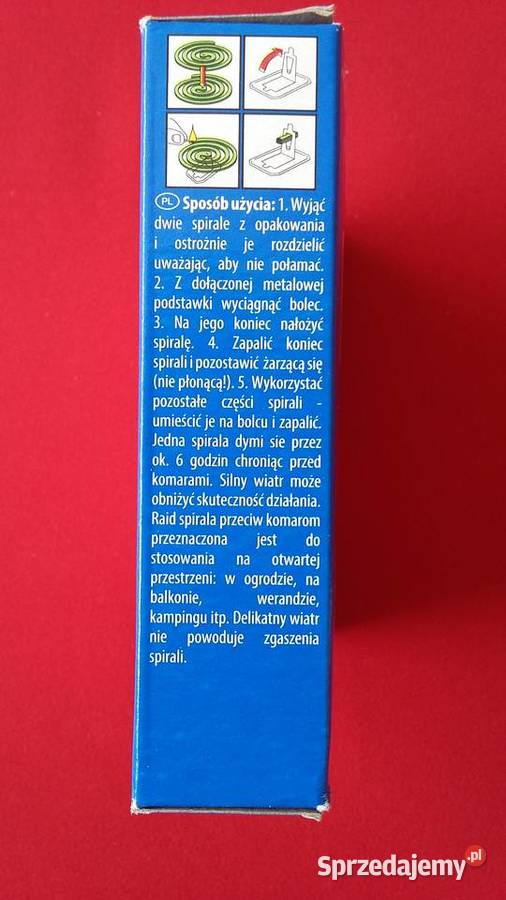 PL Sposób użycia: 1. Wyjąć
dwie spirale z opakowania
i ostrożnie je rozdzielić
uważając, aby nie połamać.
2. Z dołączonej metalowej
podstawki wyciągnąć bolec.
3. Na jego koniec nałożyć
spiralę. 4. Zapalić koniec
spirali i pozostawić żarzącą się
(nie płonącą!). 5. Wykorzystać
pozostałe części spirali -
umieścić je na bolcu i zapalić.
Jedna spirala dymi sie przez
ok. 6 godzin chroniąc przed
komarami. Silny wiatr może
obniżyć skuteczność działania.
Raid spirala przeciw komarom
przeznaczona jest do
stosowania na otwartej
przestrzeni: w ogrodzie, na
balkonie, werandzie,
kampingu itp. Delikatny wiatr
nie powoduje zgaszenia
spirali.
Sprzedajemy.pl